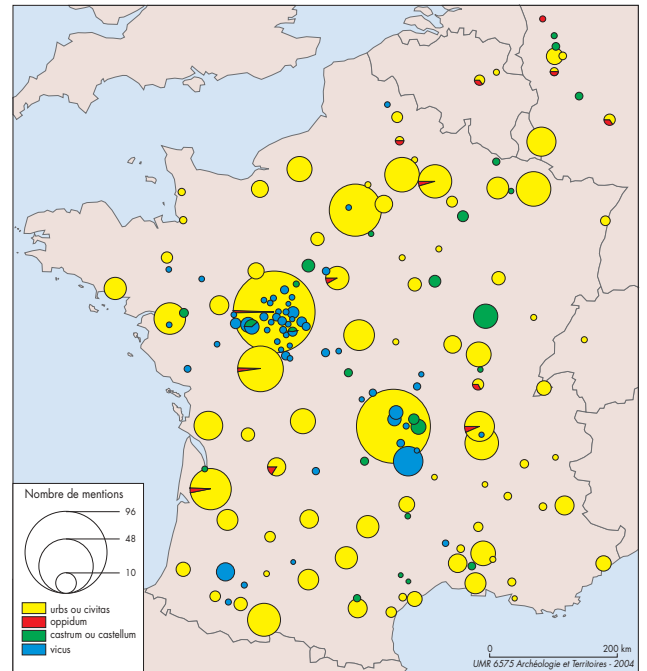 Nombre de mentions
96
48
10
urbs ou civitas
oppidum
castrum ou castellum
vicus
0 200 km
UMR 6575 Archéologie et Territoires - 2004